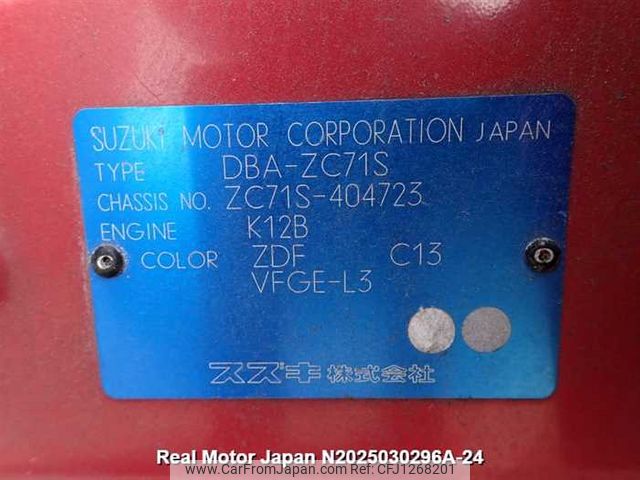 SUZUKI MOTOR CORPORATION JAPAN
TYPE DBA-ZC71S
CHASSIS NO. ZC71S-404723
ENGINE K12B
COLOR ZDF C13
VFGE-L3
スズキ株式会社
Real Motor Japan N2025030296A-24
www.CarFromJapan.com - CFJ1268201